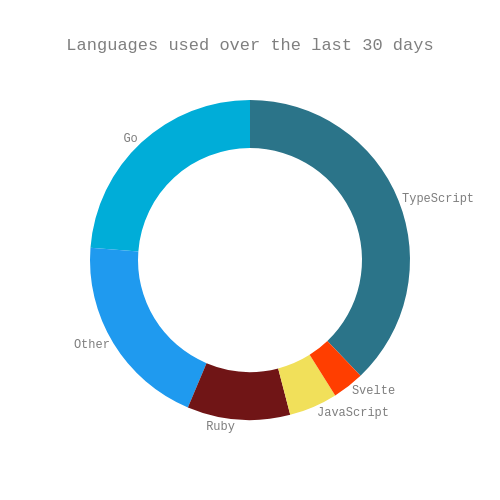 Languages used over the last 30 days
Go
TypeScript
Other
Svelte
JavaScript
Ruby